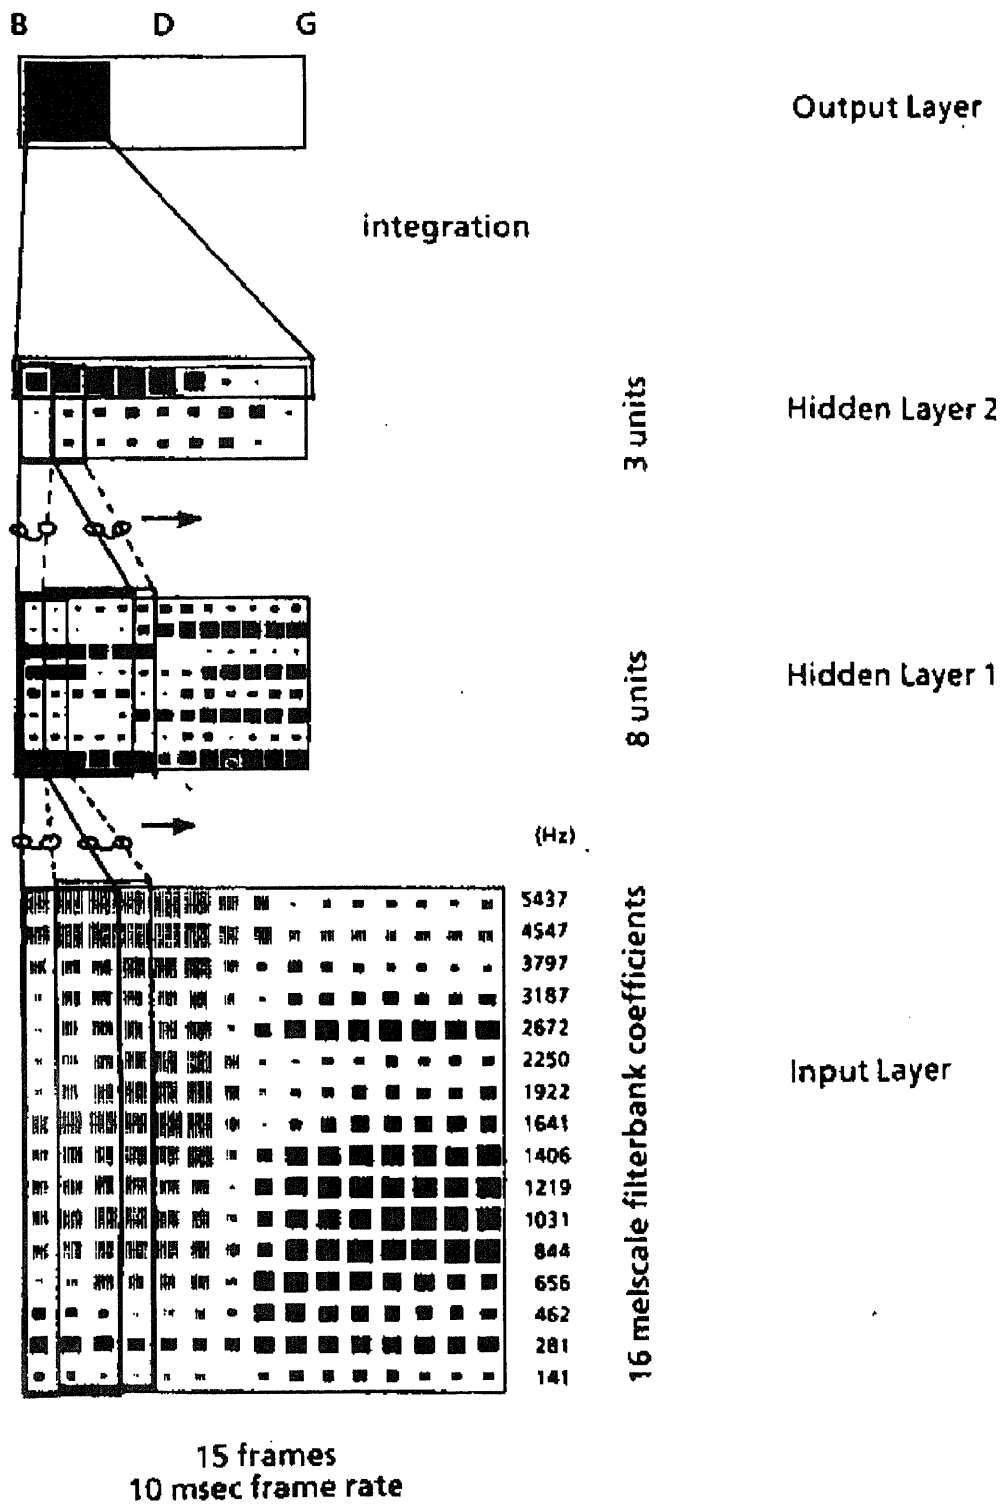 B D G
Output Layer
integration
3 units
Hidden Layer 2
8 units
Hidden Layer 1
(Hz)
16 melscale filterbank coefficients
Input Layer
5437
4547
3797
3187
2672
2250
1922
1641
1406
1219
1031
844
656
462
281
141
15 frames
10 msec frame rate